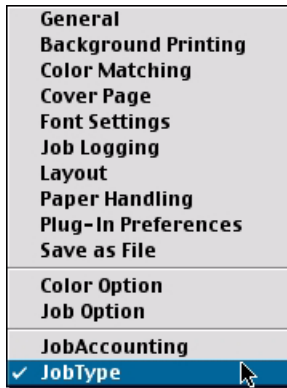 General
Background Printing
Color Matching
Cover Page
Font Settings
Job Logging
Layout
Paper Handling
Plug-In Preferences
Save as File
Color Option
Job Option
JobAccounting
✓ JobType